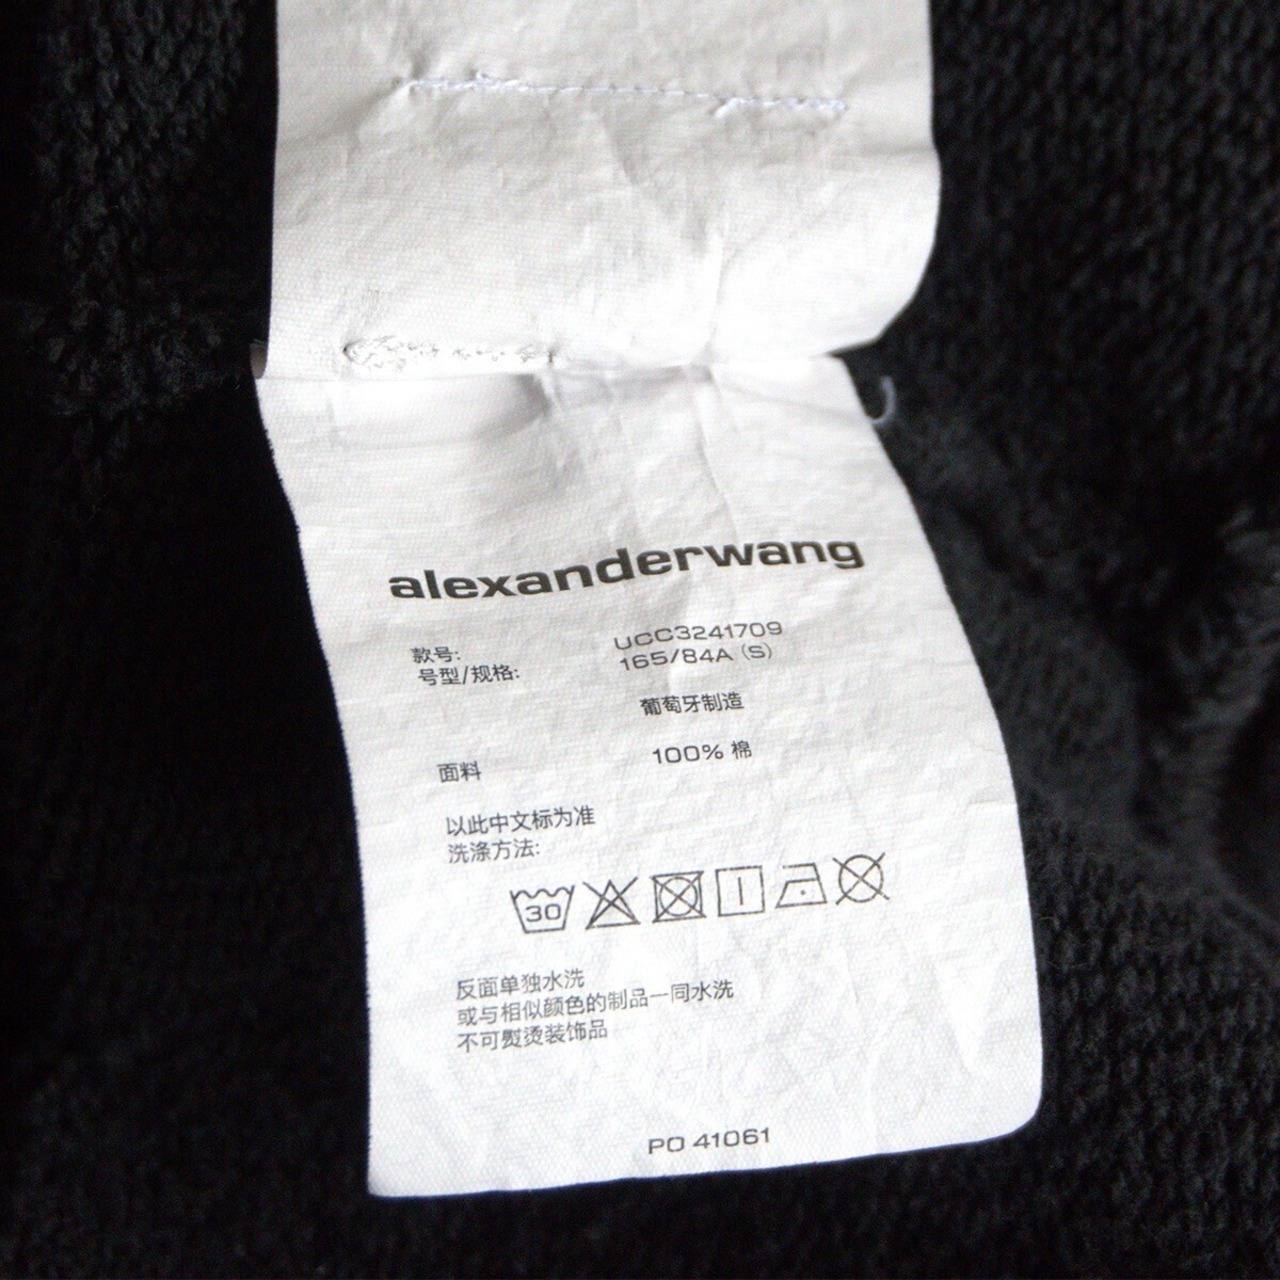 alexanderwang
款号: UCC3241709
号型/规格: 165/84A (S)
葡萄牙制造
面料 100% 棉
以此中文标为准
洗涤方法:
30
反面单独水洗
或与相似颜色的制品一同水洗
不可熨烫装饰品
PO 41061